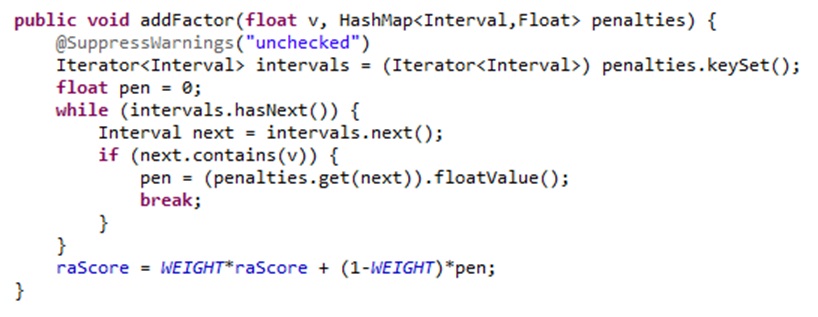 public void addFactor(float v, HashMap<Interval,Float> penalties) {
    @SuppressWarnings("unchecked")
    Iterator<Interval> intervals = (Iterator<Interval>) penalties.keySet();
    float pen = 0;
    while (intervals.hasNext()) {
        Interval next = intervals.next();
        if (next.contains(v)) {
            pen = (penalties.get(next)).floatValue();
            break;
        }
    }
    raScore = WEIGHT*raScore + (1-WEIGHT)*pen;
}